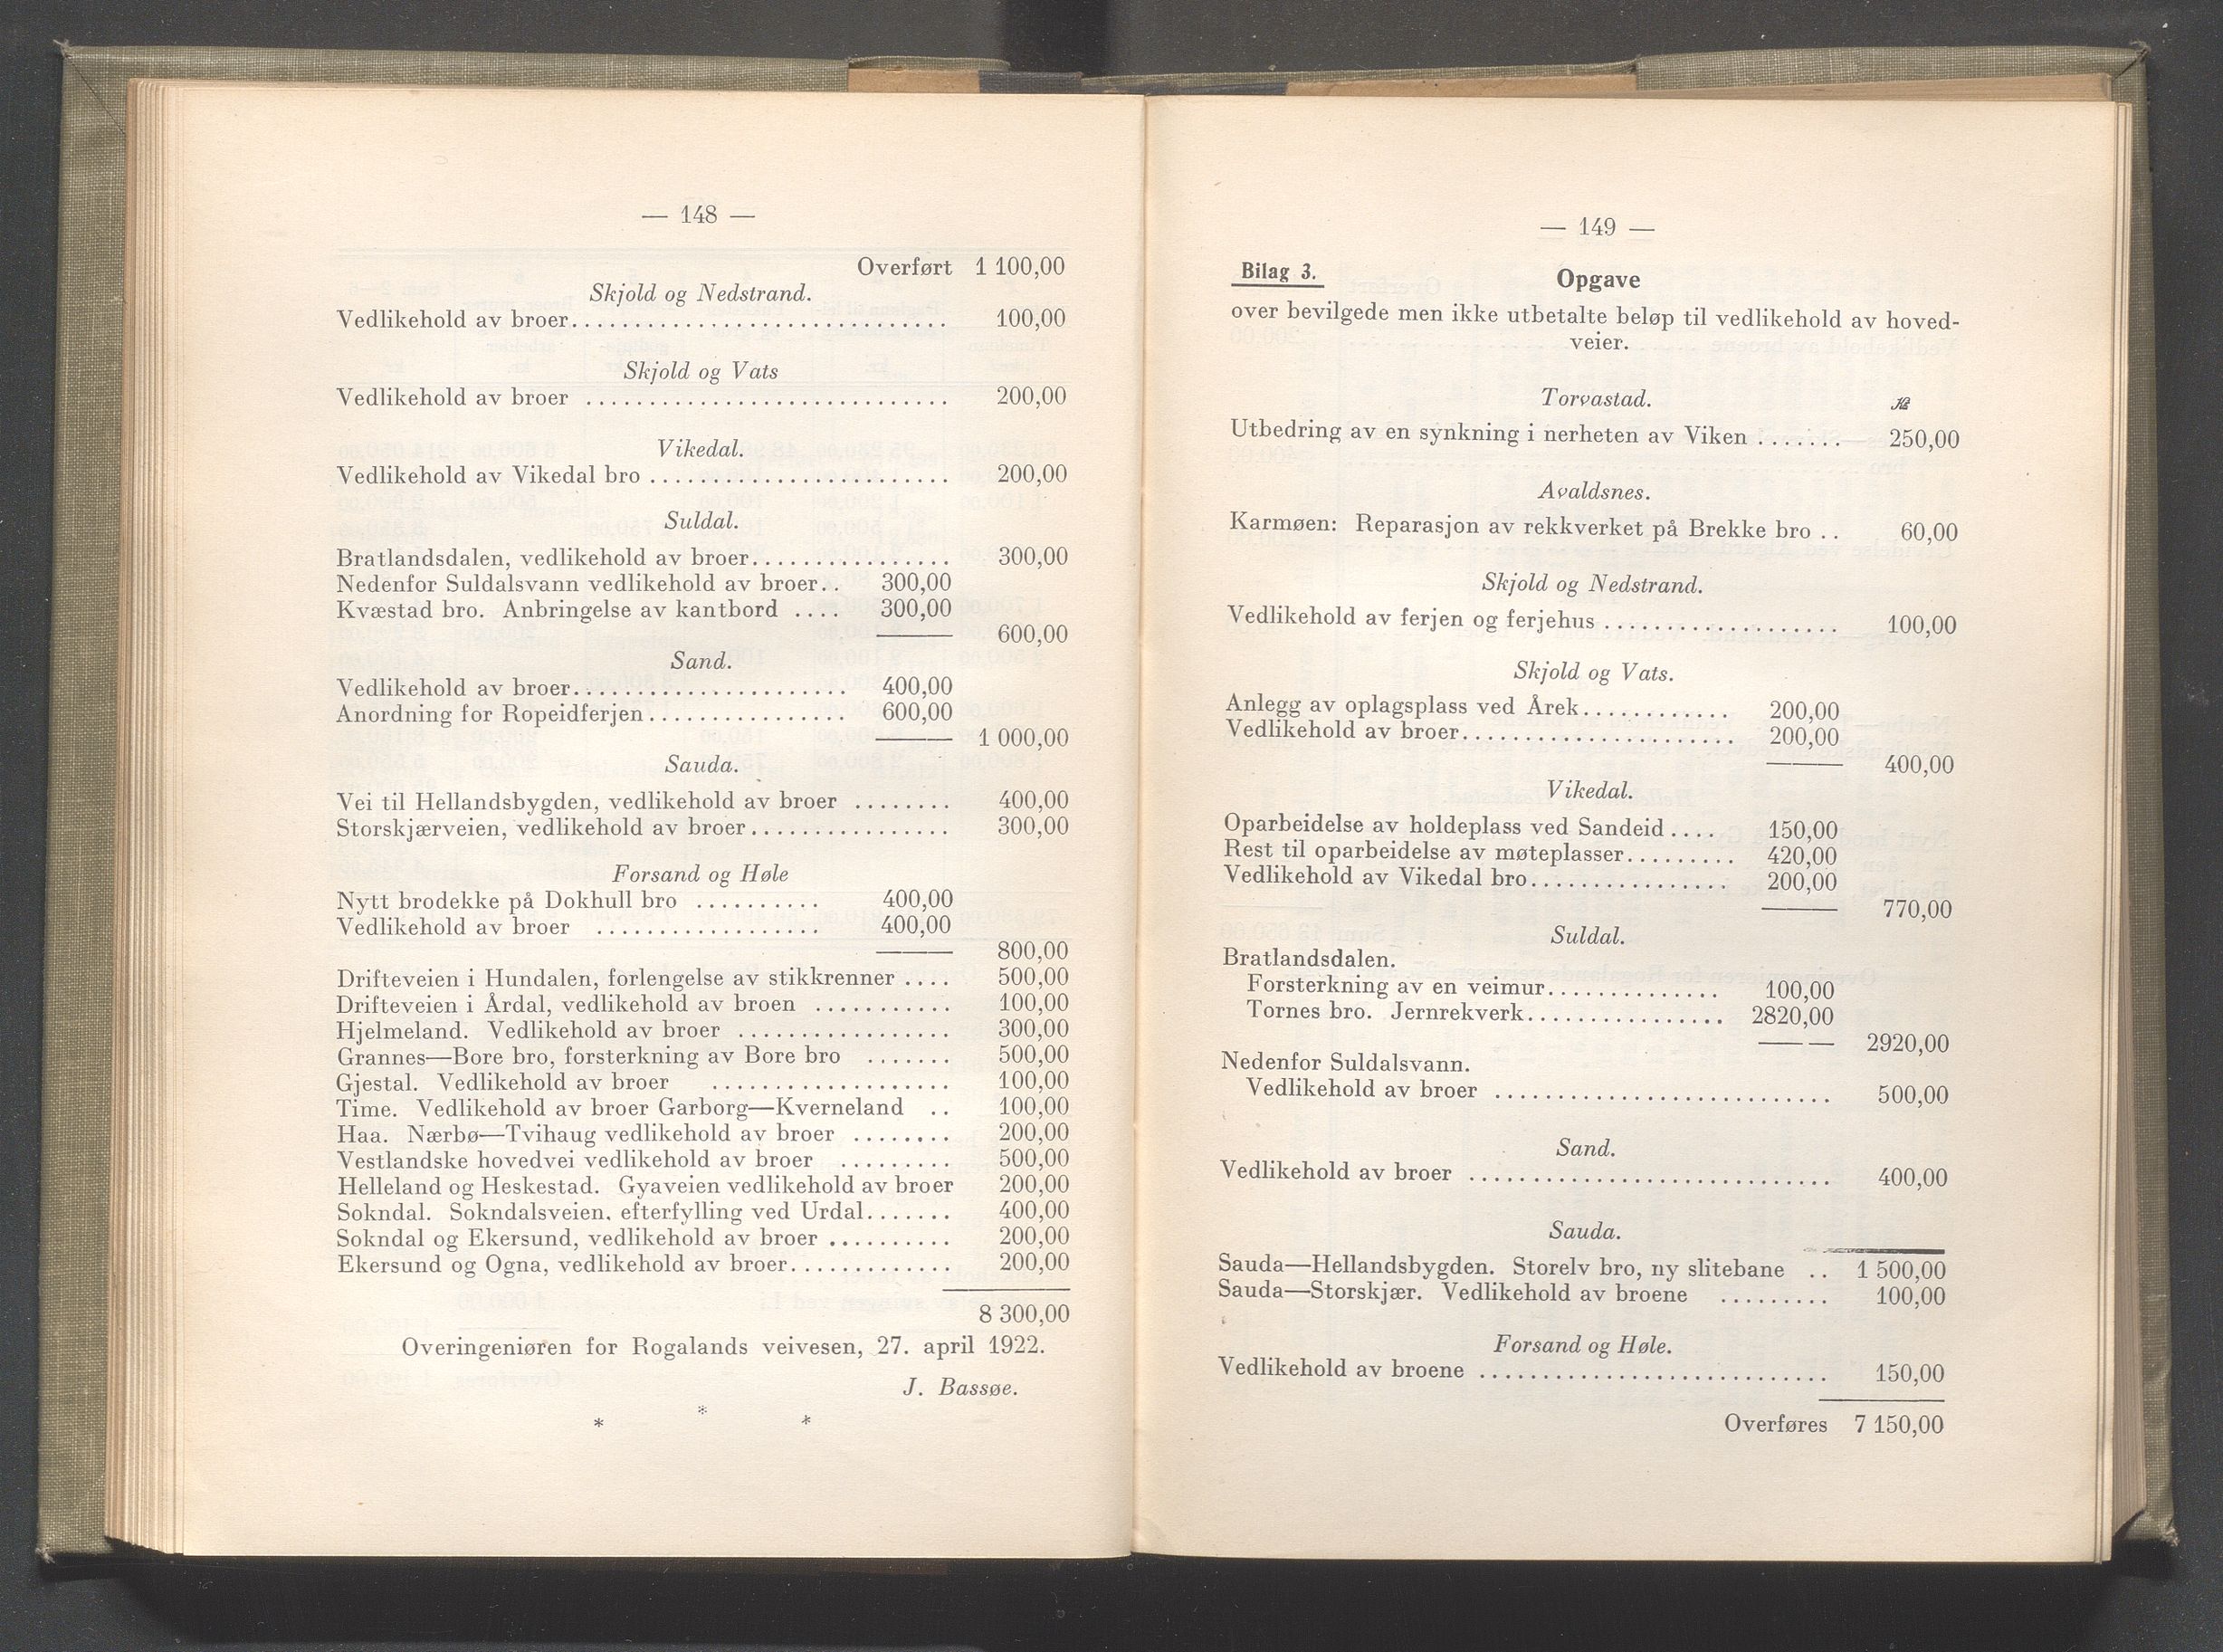 — 148 —
Overført 1 100,00
Skjold og Nedstrand.
Vedlikehold av broer.............................. 100,00
Skjold og Vats
Vedlikehold av broer ............................. 200,00
Vikedal.
Vedlikehold av Vikedal bro ........................ 200,00
Suldal.
Bratlandsdalen, vedlikehold av broer................ 300,00
Nedenfor Suldalsvann vedlikehold av broer.. 300,00
Kvæstad bro. Anbringelse av kantbord .... 300,00
600,00
Sand.
Vedlikehold av broer...................... 400,00
Anordning for Ropeidferjen................ 600,00
1 000,00
Sauda.
Vei til Hellandsbygden, vedlikehold av broer ........ 400,00
Storskjærveien, vedlikehold av broer................ 300,00
Forsand og Høle
Nytt brodekke på Dokhull bro .......... 400,00
Vedlikehold av broer .................. 400,00
800,00
Drifteveien i Hundalen, forlengelse av stikkrenner .... 500,00
Drifteveien i Årdal, vedlikehold av broen ........... 100,00
Hjelmeland. Vedlikehold av broer ................. 300,00
Grannes—Bore bro, forsterkning av Bore bro ....... 500,00
Gjestal. Vedlikehold av broer ................... 100,00
Time. Vedlikehold av broer Garborg—Kverneland .. 100,00
Haa. Nærbø—Tvihaug vedlikehold av broer ........ 200,00
Vestlandske hovedvei vedlikehold av broer ......... 500,00
Helleland og Heskestad. Gyaveien vedlikehold av broer 200,00
Sokndal. Sokndalsveien. efterfylling ved Urdal....... 400,00
Sokndal og Ekersund, vedlikehold av broer .......... 200,00
Ekersund og Ogna, vedlikehold av broer............. 200,00
8 300,00
Overingeniøren for Rogalands veivesen, 27. april 1922.
J. Bassøe.
* * *
— 149 —
Bilag 3. Opgave
over bevilgede men ikke utbetalte beløp til vedlikehold av hoved-
veier.
Torvastad. Kr.
Utbedring av en synkning i nerheten av Viken ....... 250,00
Avaldsnes.
Karmøen: Reparasjon av rekkverket på Brekke bro .. 60,00
Skjold og Nedstrand.
Vedlikehold av ferjen og ferjehus ................... 100,00
Skjold og Vats.
Anlegg av oplagsplass ved Årek............ 200,00
Vedlikehold av broer...................... 200,00
400,00
Vikedal.
Oparbeidelse av holdeplass ved Sandeid.... 150,00
Rest til oparbeidelse av møteplasser......... 420,00
Vedlikehold av Vikedal bro................ 200,00
770,00
Suldal.
Bratlandsdalen.
Forsterkning av en veimur.............. 100,00
Tornes bro. Jernrekverk................ 2820,00
2920,00
Nedenfor Suldalsvann.
Vedlikehold av broer ........................... 500,00
Sand.
Vedlikehold av broer ............................. 400,00
Sauda.
Sauda—Hellandsbygden. Storelv bro, ny slitebane .. 1 500,00
Sauda—Storskjær. Vedlikehold av broene ......... 100,00
Forsand og Høle.
Vedlikehold av broene ............................ 150,00
Overføres 7 150,00